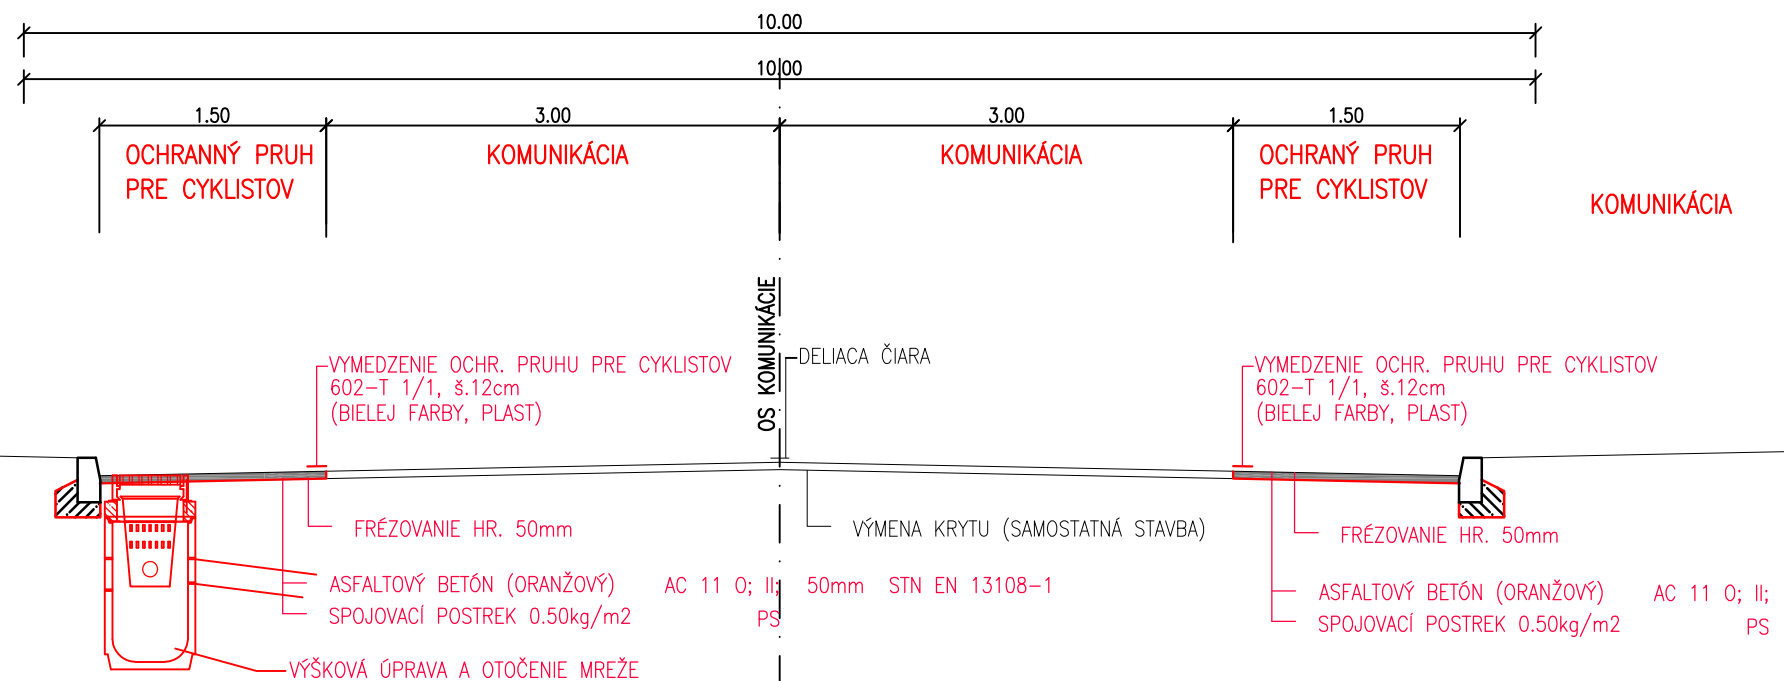 10.00
10.00
1.50
3.00
3.00
1.50
OCHRANNÝ PRUH
PRE CYKLISTOV
KOMUNIKÁCIA
KOMUNIKÁCIA
OCHRANÝ PRUH
PRE CYKLISTOV
KOMUNIKÁCIA
OS KOMUNIKÁCIE
DELIACA ČIARA
VYMEDZENIE OCHR. PRUHU PRE CYKLISTOV
602-T 1/1, š.12cm
(BIELEJ FARBY, PLAST)
VYMEDZENIE OCHR. PRUHU PRE CYKLISTOV
602-T 1/1, š.12cm
(BIELEJ FARBY, PLAST)
FRÉZOVANIE HR. 50mm
VÝMENA KRYTU (SAMOSTATNÁ STAVBA)
FRÉZOVANIE HR. 50mm
ASFALTOVÝ BETÓN (ORANŽOVÝ) AC 11 O; II; 50mm STN EN 13108-1
SPOJOVACÍ POSTREK 0.50kg/m2 PS
ASFALTOVÝ BETÓN (ORANŽOVÝ) AC 11 O; II;
SPOJOVACÍ POSTREK 0.50kg/m2 PS
VÝŠKOVÁ ÚPRAVA A OTOČENIE MREŽE